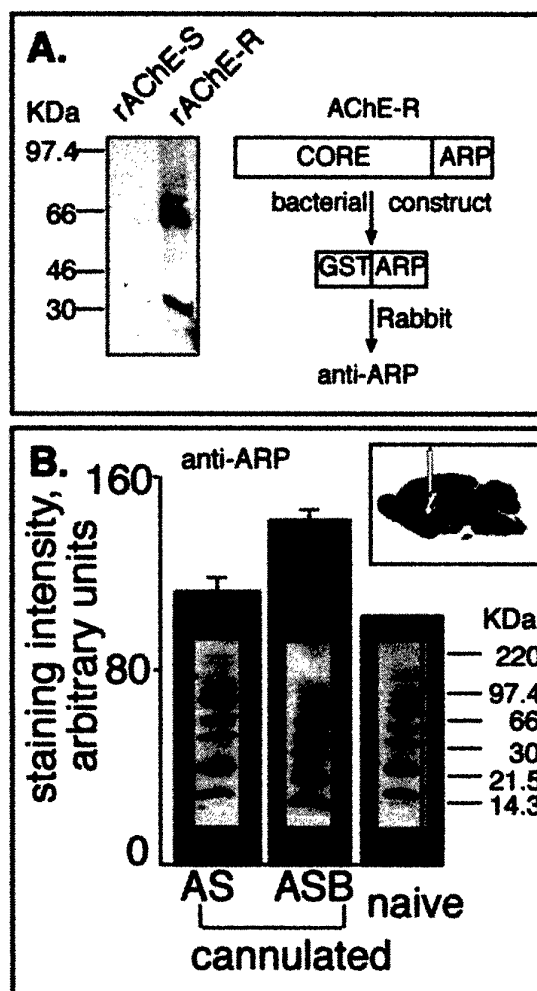 A.
rAChE-S
rAChE-R
KDa
97.4
66
46
30
AChE-R
CORE ARP
bacterial construct
GST ARP
Rabbit
anti-ARP
B.
anti-ARP
160
80
0
staining intensity,
arbitrary units
KDa
220
97.4
66
30
21.5
14.3
AS ASB naive
cannulated